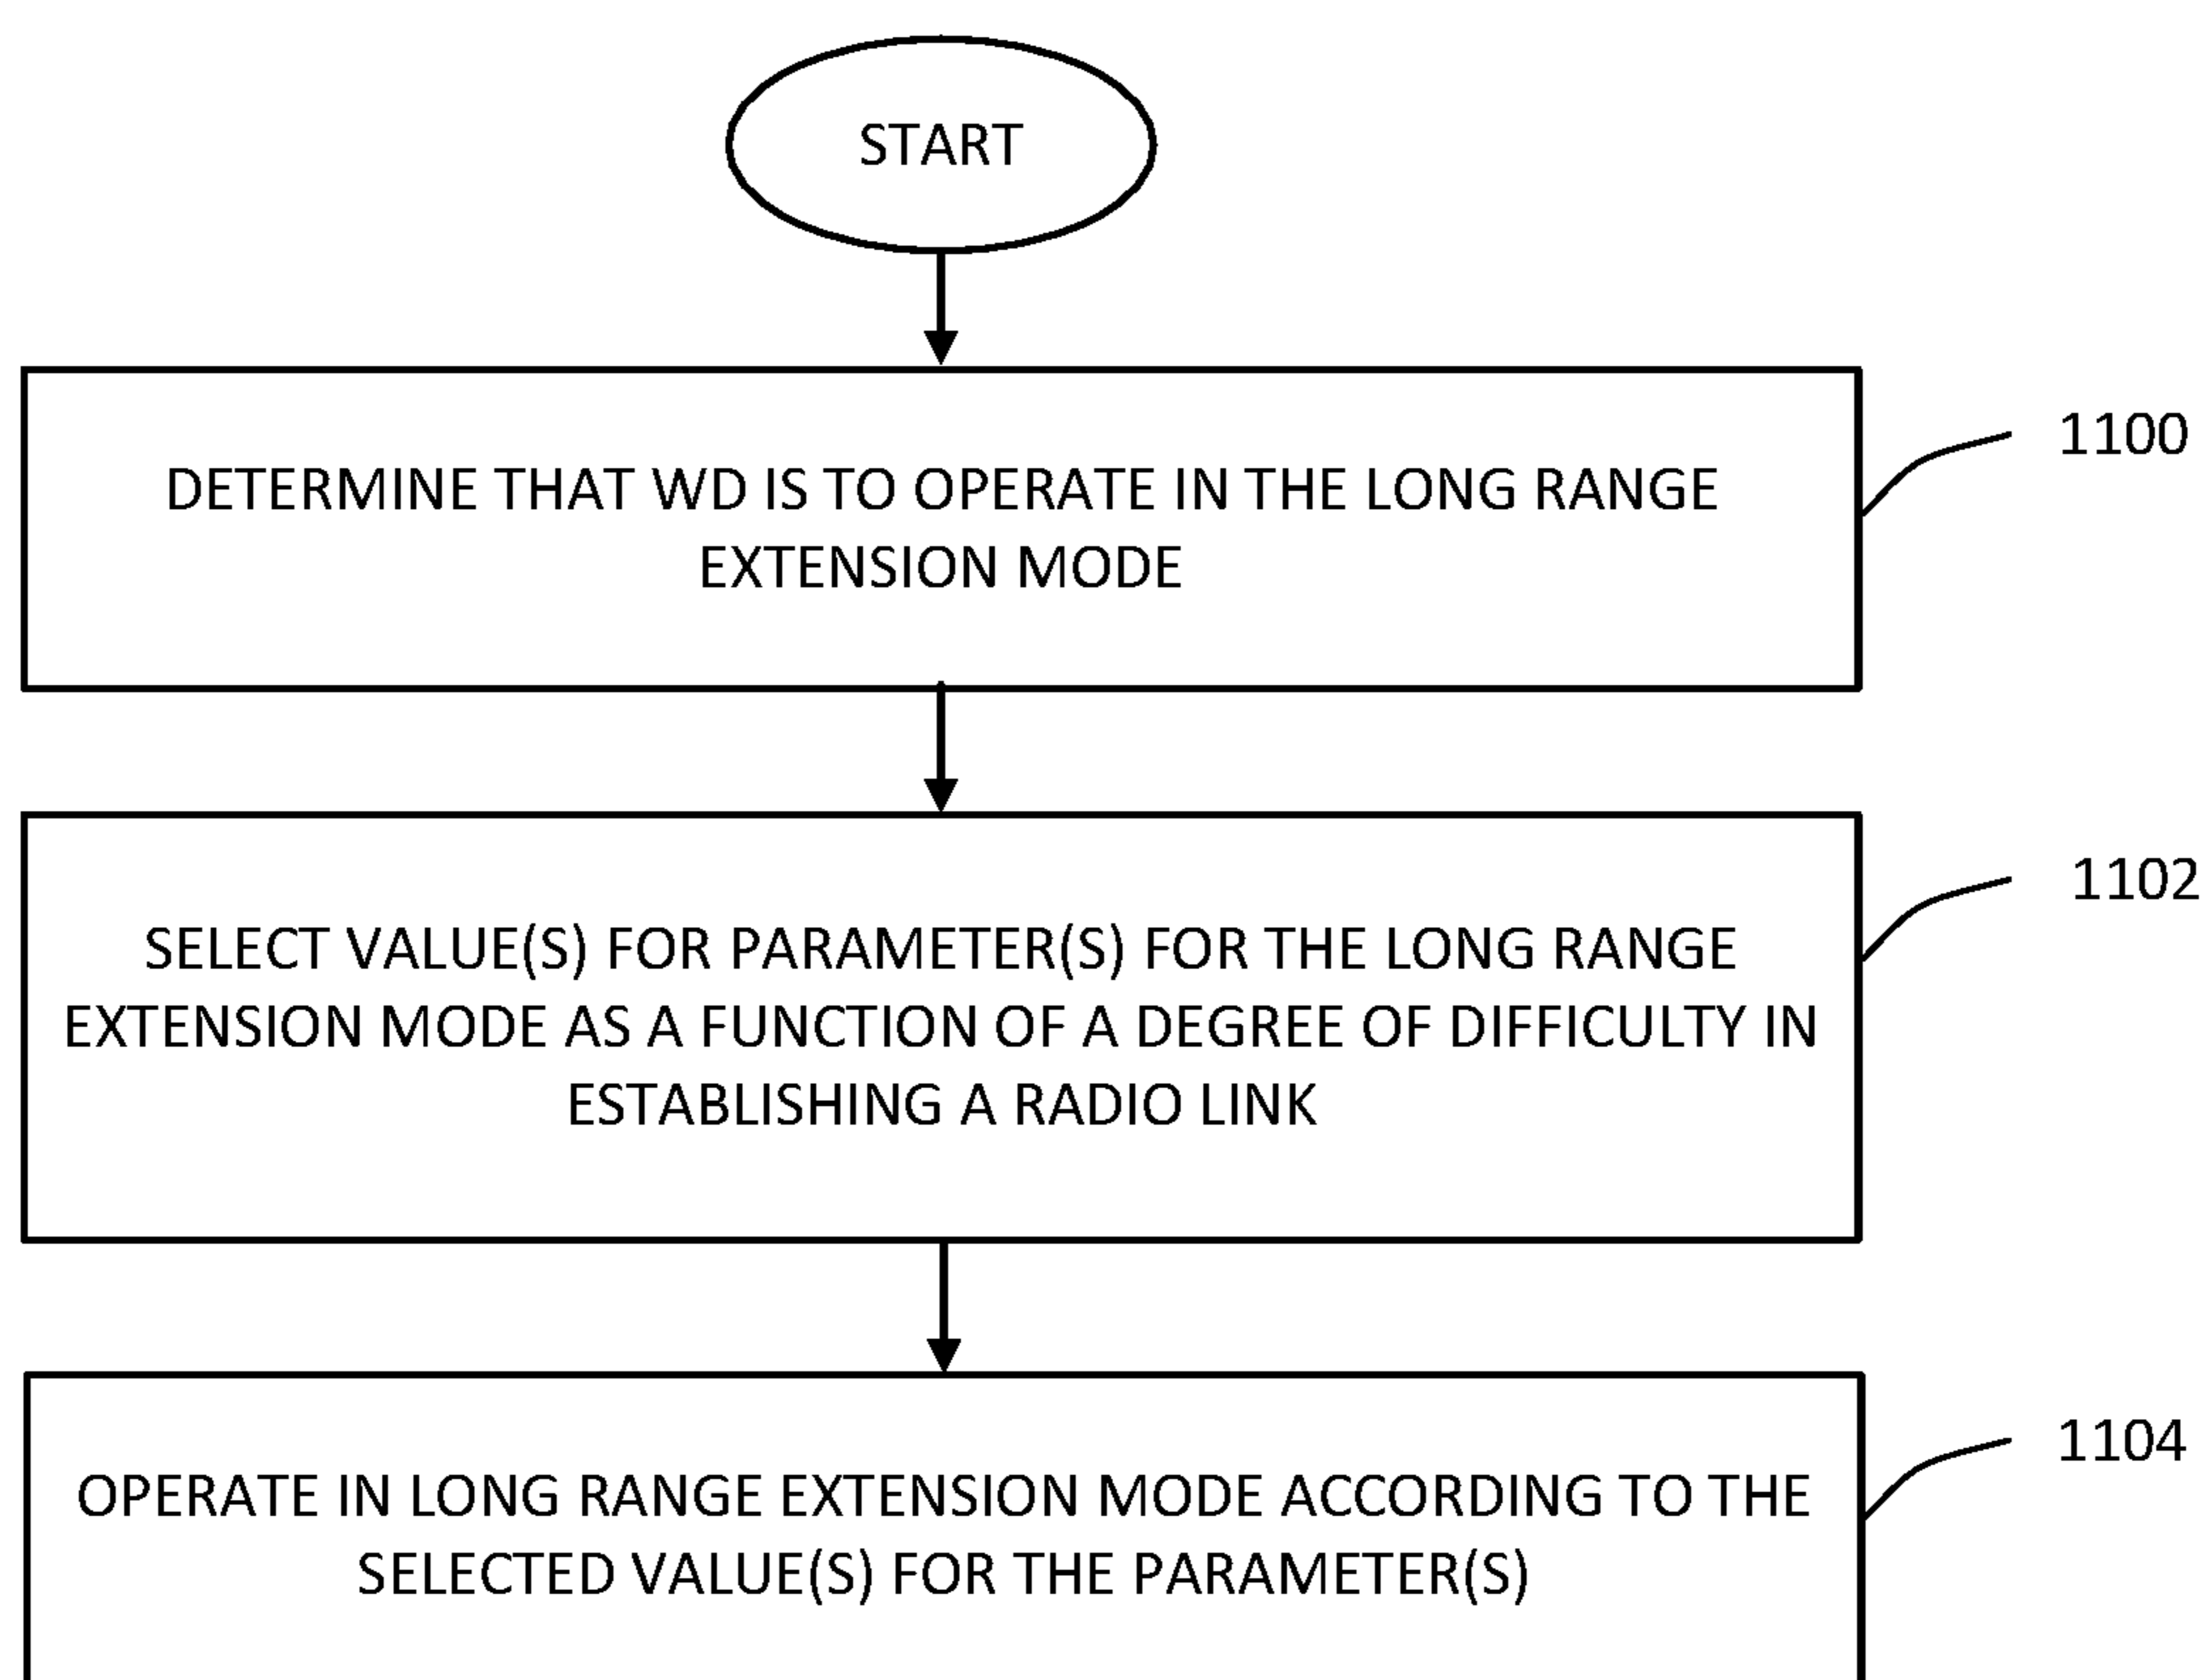 START
DETERMINE THAT WD IS TO OPERATE IN THE LONG RANGE
EXTENSION MODE
1100
SELECT VALUE(S) FOR PARAMETER(S) FOR THE LONG RANGE
EXTENSION MODE AS A FUNCTION OF A DEGREE OF DIFFICULTY IN
ESTABLISHING A RADIO LINK
1102
OPERATE IN LONG RANGE EXTENSION MODE ACCORDING TO THE
SELECTED VALUE(S) FOR THE PARAMETER(S)
1104